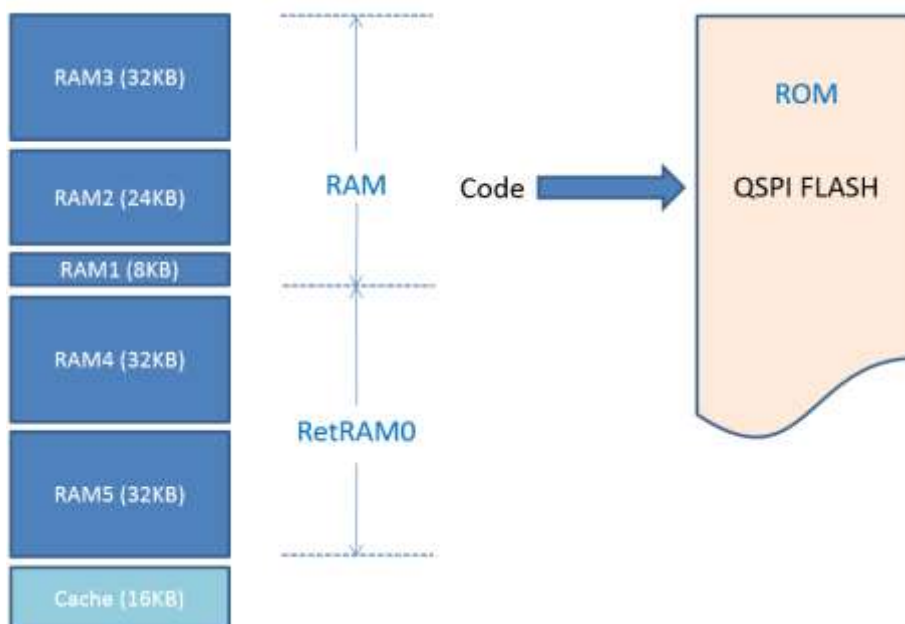 RAM3 (32KB)
RAM2 (24KB)
RAM1 (8KB)
RAM4 (32KB)
RAM5 (32KB)
Cache (16KB)
RAM
RetRAM0
Code
ROM
QSPI FLASH